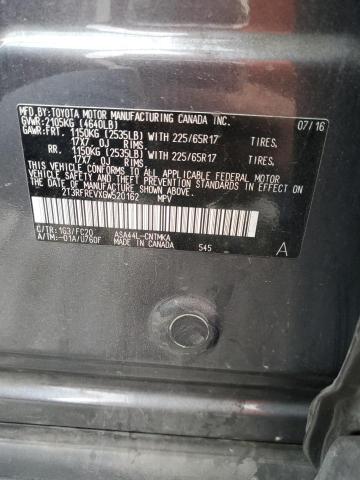 MFD.BY:TOYOTA MOTOR MANUFACTURING CANADA INC.
GVWR:2105KG (4640LB) 07/16
GAWR:FRT. 1150KG (2535LB) WITH 225/65R17 TIRES,
17X7 OJ RIMS
RR. 1150KG (2535LB) WITH 225/65R17 TIRES,
17X7 OJ RIMS
THIS VEHICLE CONFORMS TO ALL APPLICABLE FEDERAL MOTOR
VEHICLE SAFETY, BUMPER, AND THEFT PREVENTION STANDARDS
IN EFFECT ON THE DATE OF MANUFACTURE SHOWN ABOVE.
2T3RFREVXGW520162 MPV
C/TR:1G3/FC20 ASA44L-CNTMKA
A/TM:-01A/U760F MADE IN CANADA 545 A